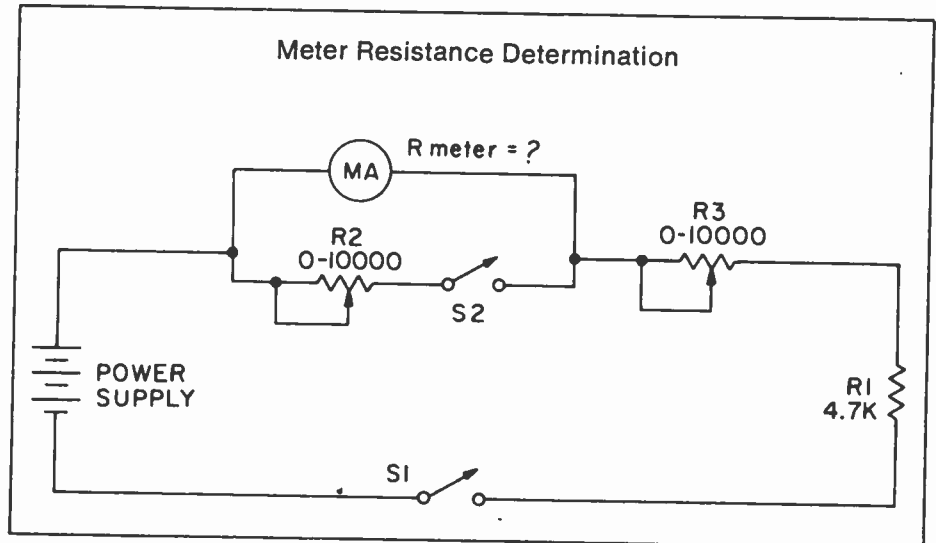 Meter Resistance Determination
R meter = ?
MA
R2
0-10000
R3
0-10000
S2
POWER
SUPPLY
R1
4.7K
S1